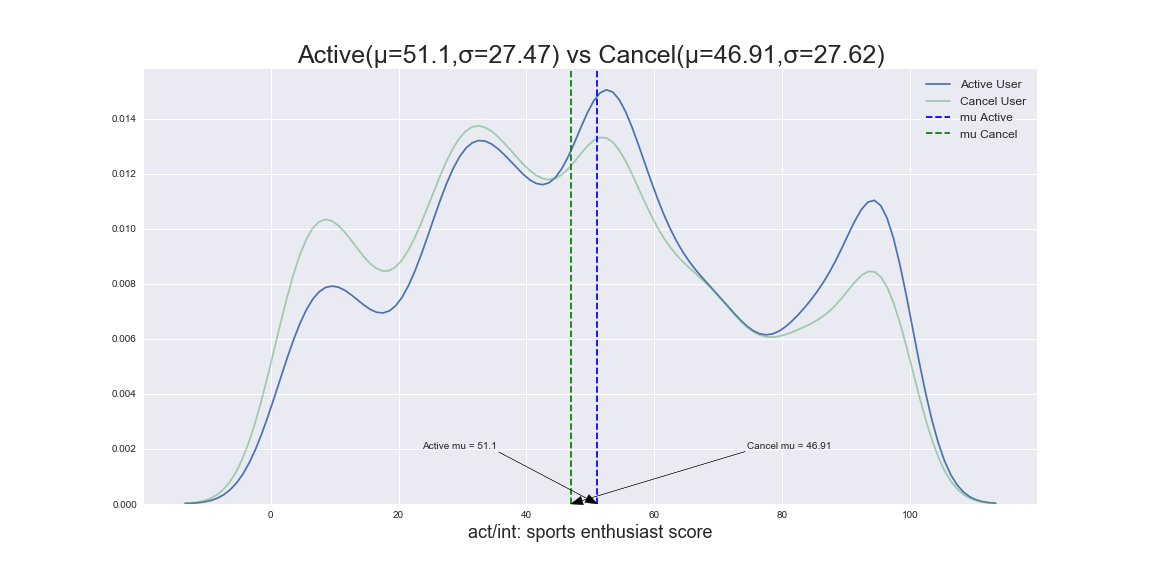 Active(μ=51.1,σ=27.47) vs Cancel(μ=46.91,σ=27.62)
Active User
Cancel User
mu Active
mu Cancel
0.014
0.012
0.010
0.008
0.006
0.004
0.002
0.000
Active mu = 51.1
Cancel mu = 46.91
0 20 40 60 80 100
act/int: sports enthusiast score